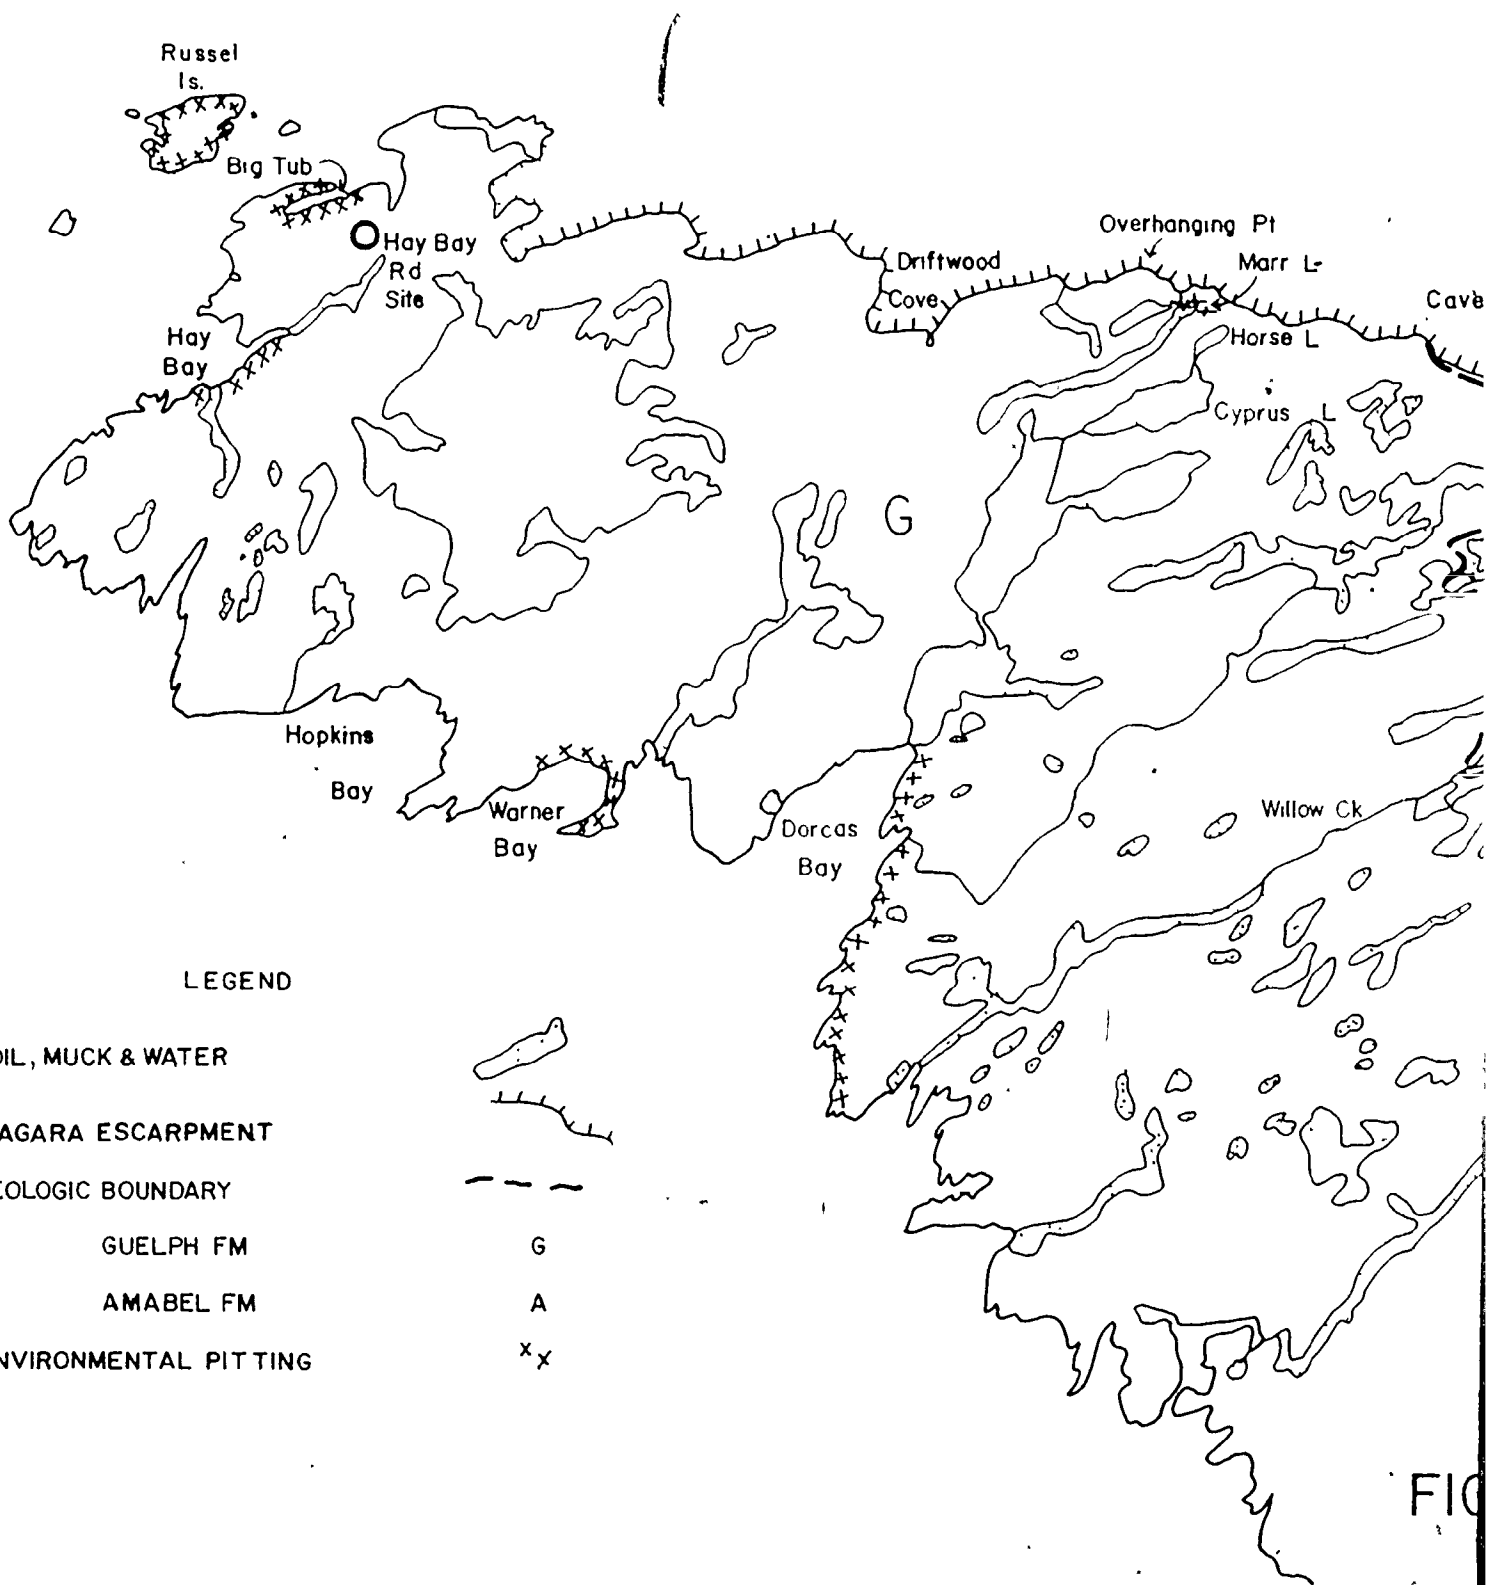 Russel
Is.
Big Tub
Hay Bay
Rd
Site
Hay
Bay
Driftwood
Cove
Overhanging Pt
Marr L
Cave
Horse L
Cyprus L
G
Hopkins
Bay
Warner
Bay
Dorcas
Bay
Willow Ck
LEGEND
OIL, MUCK & WATER
AGARA ESCARPMENT
EOLOGIC BOUNDARY
GUELPH FM G
AMABEL FM A
NVIRONMENTAL PITTING x x
FIG